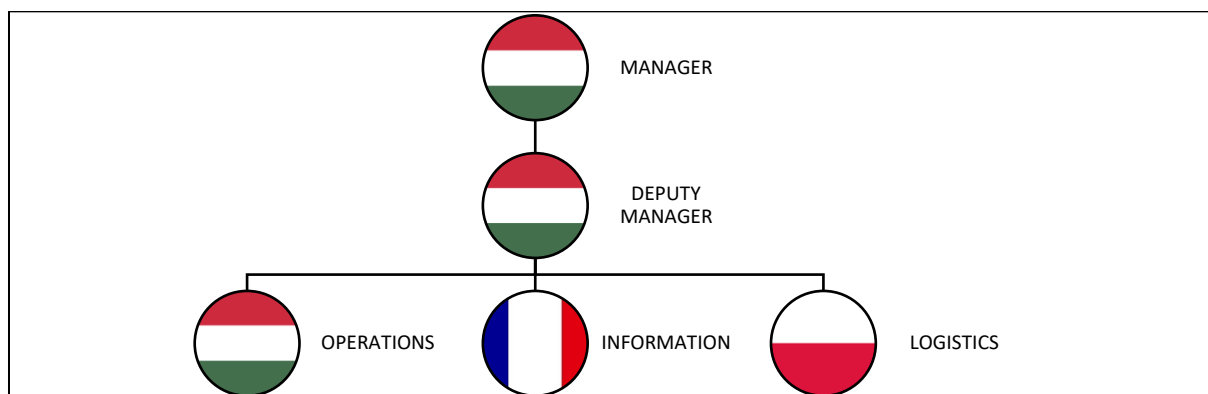 MANAGER
DEPUTY
MANAGER
OPERATIONS
INFORMATION
LOGISTICS